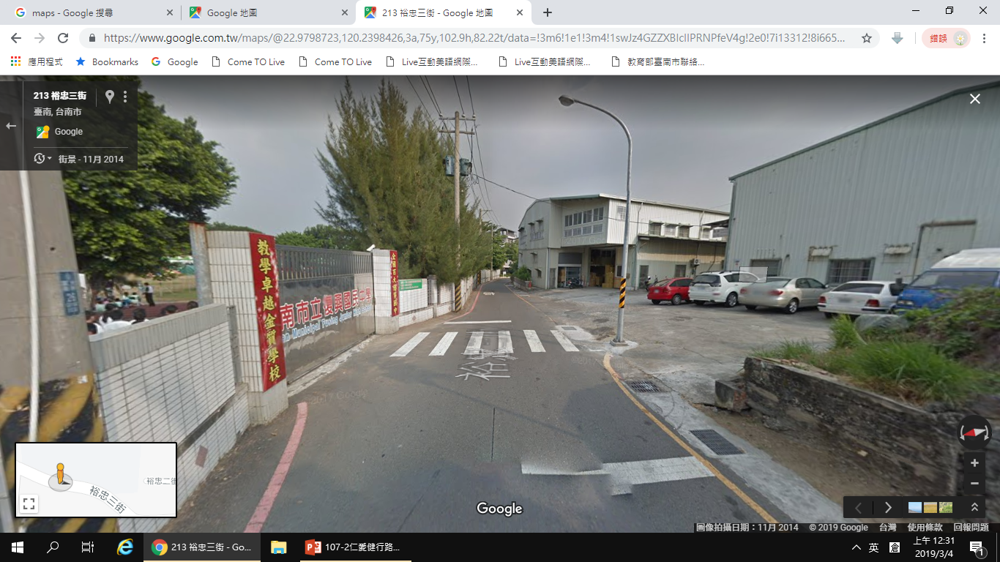 maps - Google 搜尋
Google 地圖
213 裕忠三街 - Google 地圖
https://www.google.com.tw/maps/@22.9798723,120.2398426,3a,75y,102.9h,82.22t/data=!3m6!1e1!3m4!1swJz4GZZXBIclIPRNPfeV4g!2e0!7i13312!8i665...
錯誤
應用程式
Bookmarks
Google
Come TO Live
Come TO Live
Live互動美語網際...
Live互動美語網際...
教育部臺南市聯絡...
213 裕忠三街
臺南, 台南市
Google
街景 - 11月 2014
教學卓越金質學校
南市立復興國民中學
Municipal Fusing Junior High School
裕忠
Google
裕忠二街
裕忠三街
Google
圖像拍攝日期：11月 2014
© 2019 Google
台灣
使用條款
回報問題
213 裕忠三街 - Go...
107-2仁愛健行路...
英
倉
上午 12:31
2019/3/4
1